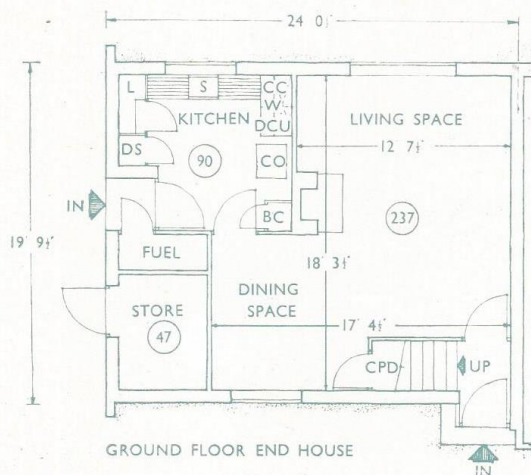 24' 0½"
L
S
CC
W
DCU
KITCHEN
LIVING SPACE
DS
90
CO
12' 7½"
IN
BC
237
19' 9½"
FUEL
18' 3½"
DINING
SPACE
STORE
47
17' 4½"
CPD
UP
GROUND FLOOR END HOUSE
IN